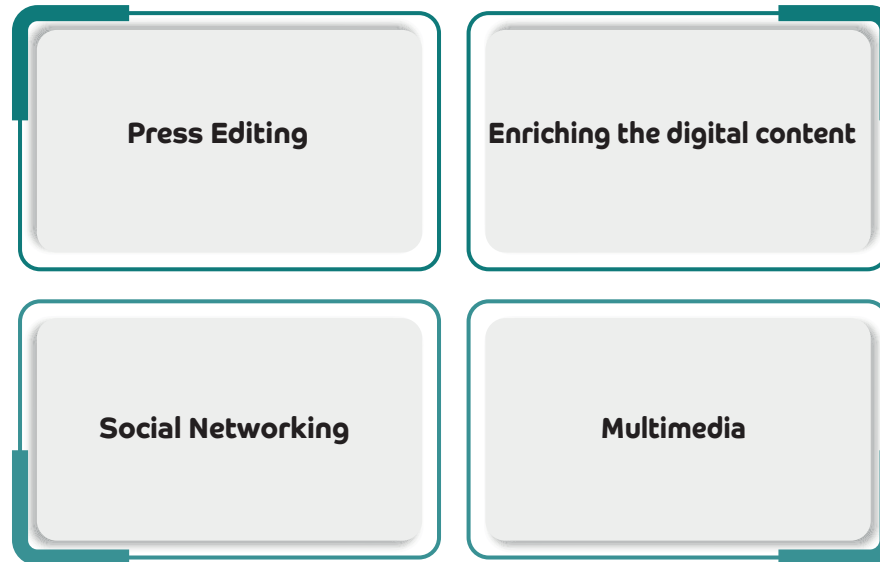 Press Editing
Enriching the digital content
Social Networking
Multimedia